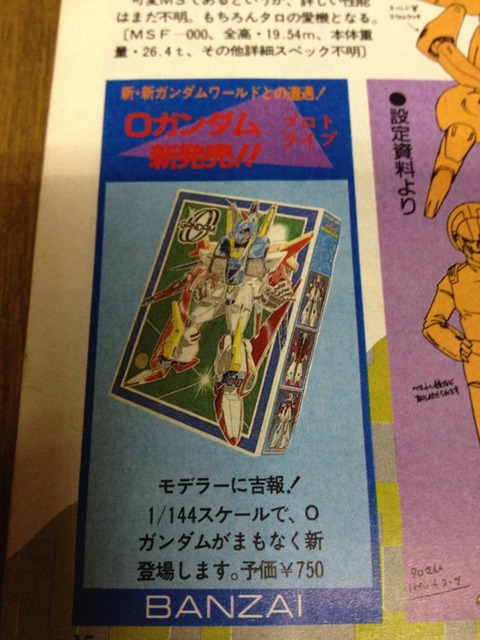 可変MSであるというが、詳しい性能
はまだ不明。もちろんタロの愛機となる。
〔MSF—000、全高・19.54m、本体重
量・26.4t、その他詳細スペック不明〕
新・新ガンダムワールドとの遭遇!
Oガンダム プロト
タイプ
新発売!!
●設定資料より
O
GUNDAM
モデラーに吉報!
1/144スケールで、O
ガンダムがまもなく新
登場します。予価¥750
BANZAI
タロさんの